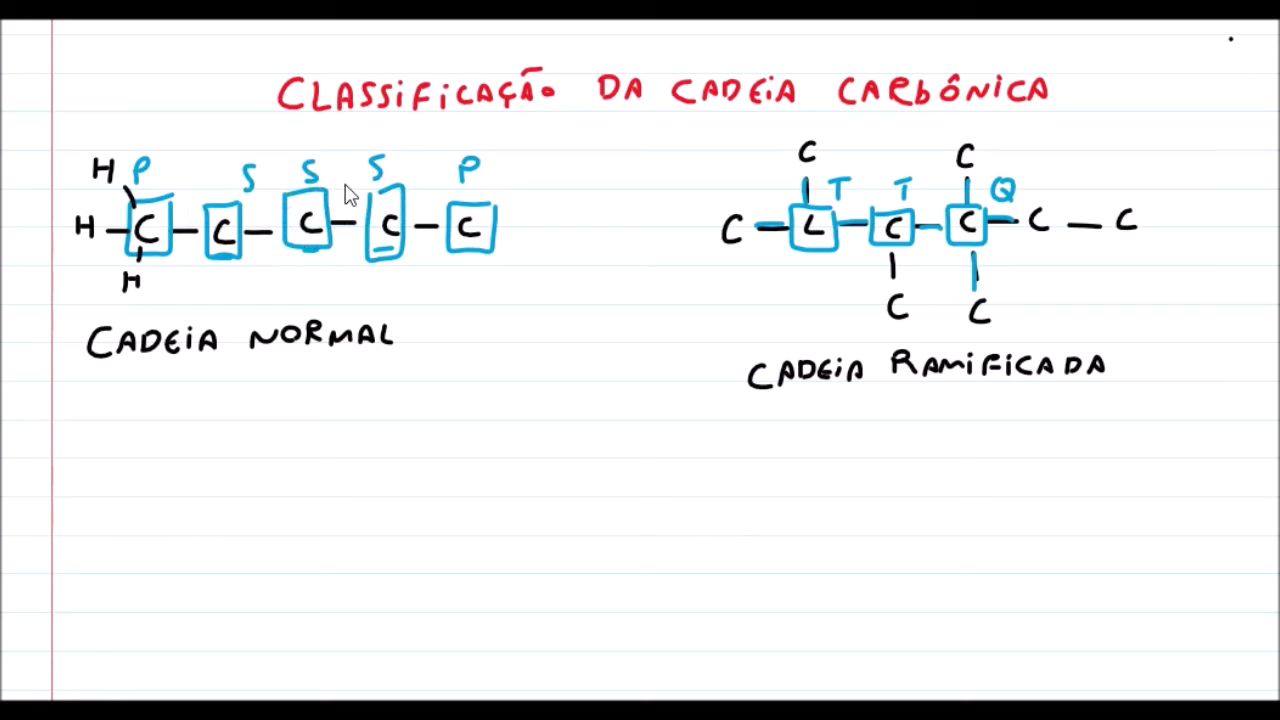 CLASSIFICAÇÃO DA CADEIA CARBÔNICA
H P S S S P
H - C - C - C - C - C
H
CADEIA NORMAL
C C
T T Q
C - C - C - C - C - C
C C
CADEIA RAMIFICADA